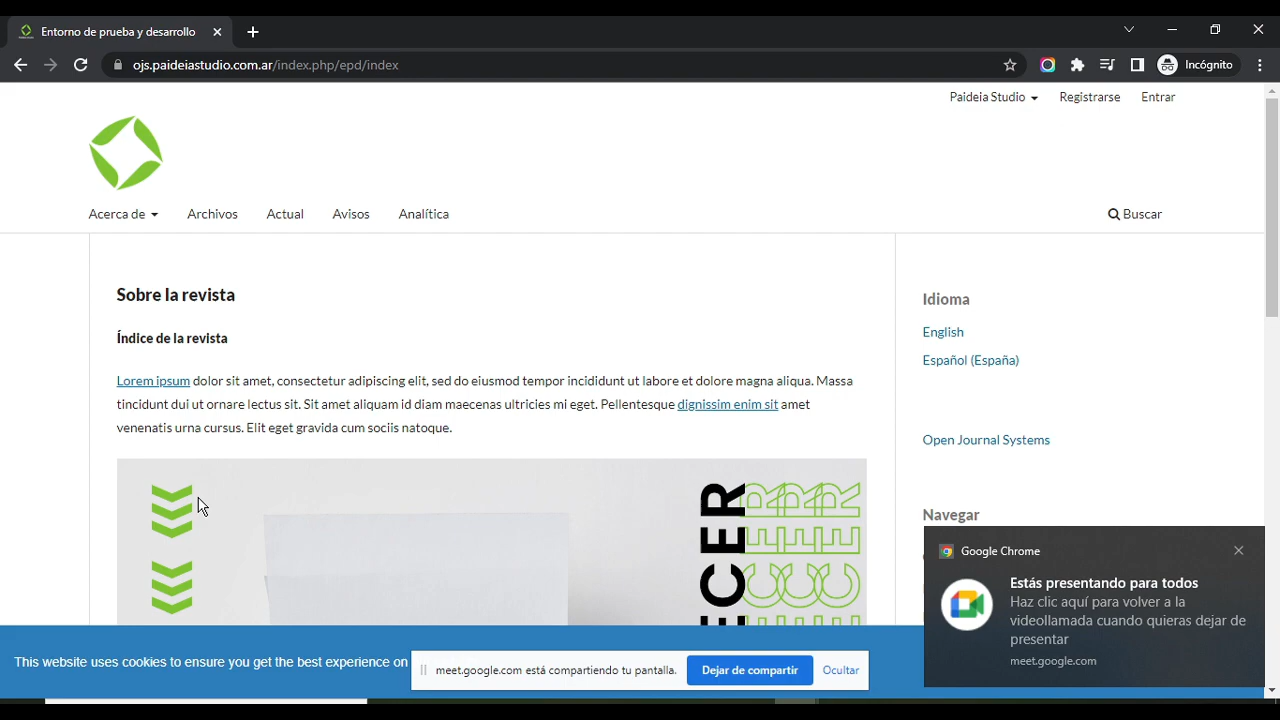 Entorno de prueba y desarrollo
ojs.paideiastudio.com.ar/index.php/epd/index
Incógnito
Paideia Studio
Registrarse
Entrar
Acerca de
Archivos
Actual
Avisos
Analítica
Buscar
Sobre la revista
Índice de la revista
Lorem ipsum dolor sit amet, consectetur adipiscing elit, sed do eiusmod tempor incididunt ut labore et dolore magna aliqua. Massa
tincidunt dui ut ornare lectus sit. Sit amet aliquam id diam maecenas ultricies mi eget. Pellentesque dignissim enim sit amet
venenatis urna cursus. Elit eget gravida cum sociis natoque.
ECER
Idioma
English
Español (España)
Open Journal Systems
Navegar
Google Chrome
Estás presentando para todos
Haz clic aquí para volver a la
videollamada cuando quieras dejar de
presentar
meet.google.com
This website uses cookies to ensure you get the best experience on
meet.google.com está compartiendo tu pantalla.
Dejar de compartir
Ocultar